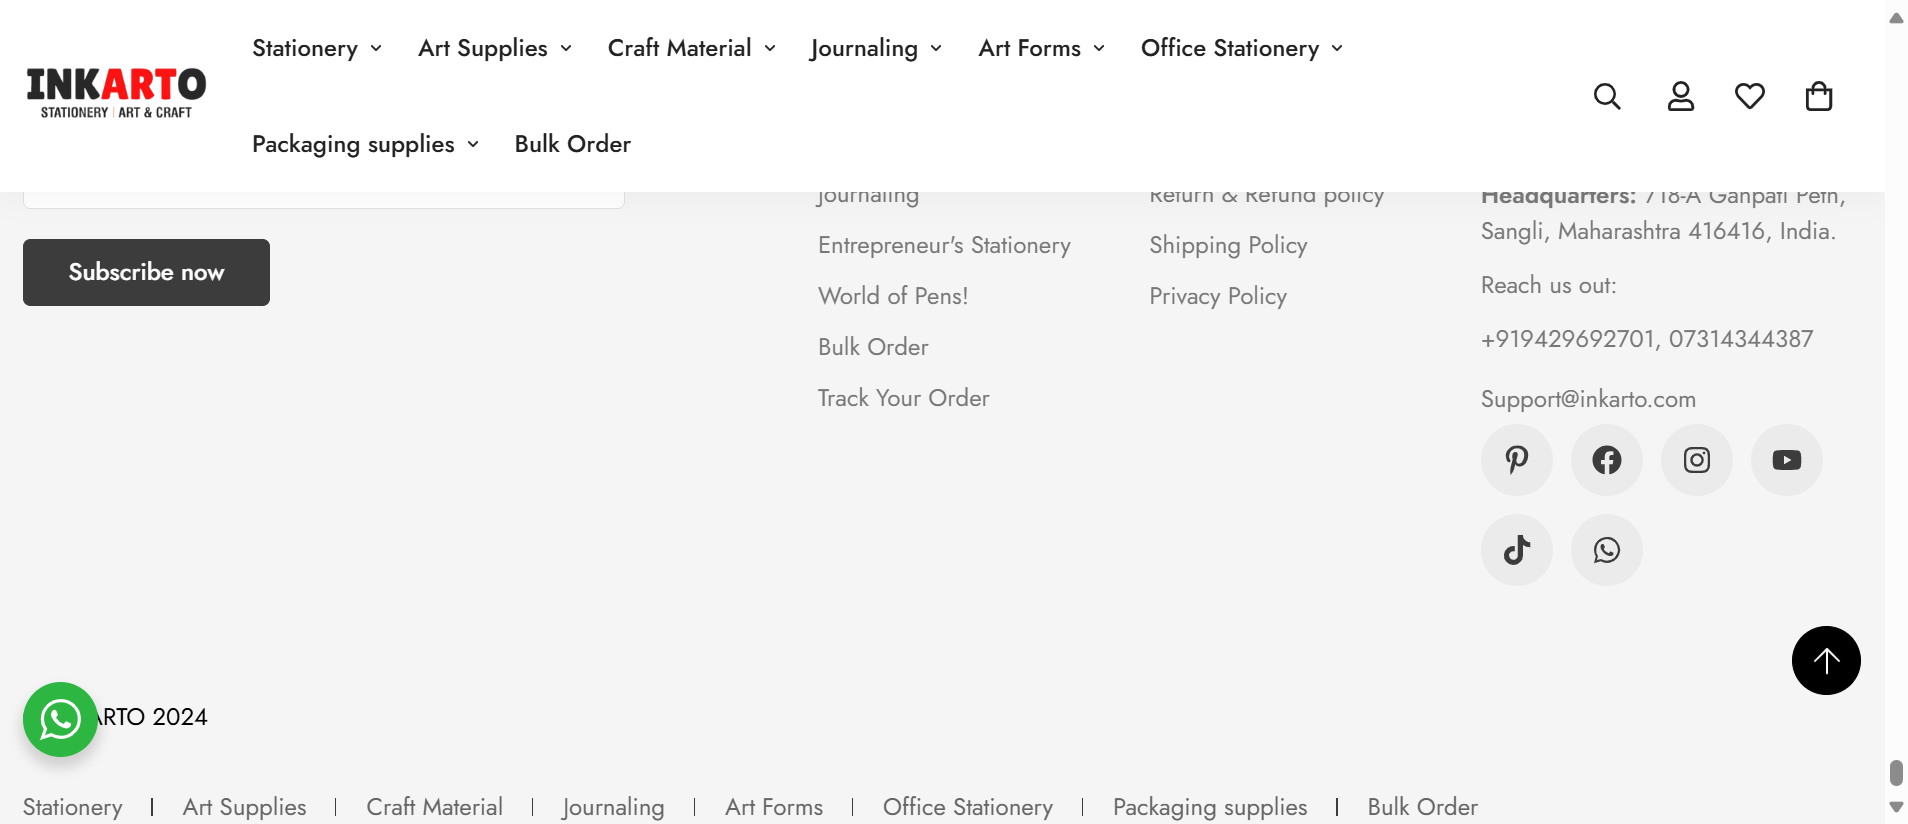 INKARTO
STATIONERY | ART & CRAFT
Stationery
Art Supplies
Craft Material
Journaling
Art Forms
Office Stationery
Packaging supplies
Bulk Order
Subscribe now
Journaling
Entrepreneur's Stationery
World of Pens!
Bulk Order
Track Your Order
Return & Refund policy
Shipping Policy
Privacy Policy
Headquarters: 718-A Ganpati Peth,
Sangli, Maharashtra 416416, India.
Reach us out:
+919429692701, 07314344387
Support@inkarto.com
ARTO 2024
Stationery | Art Supplies | Craft Material | Journaling | Art Forms | Office Stationery | Packaging supplies | Bulk Order